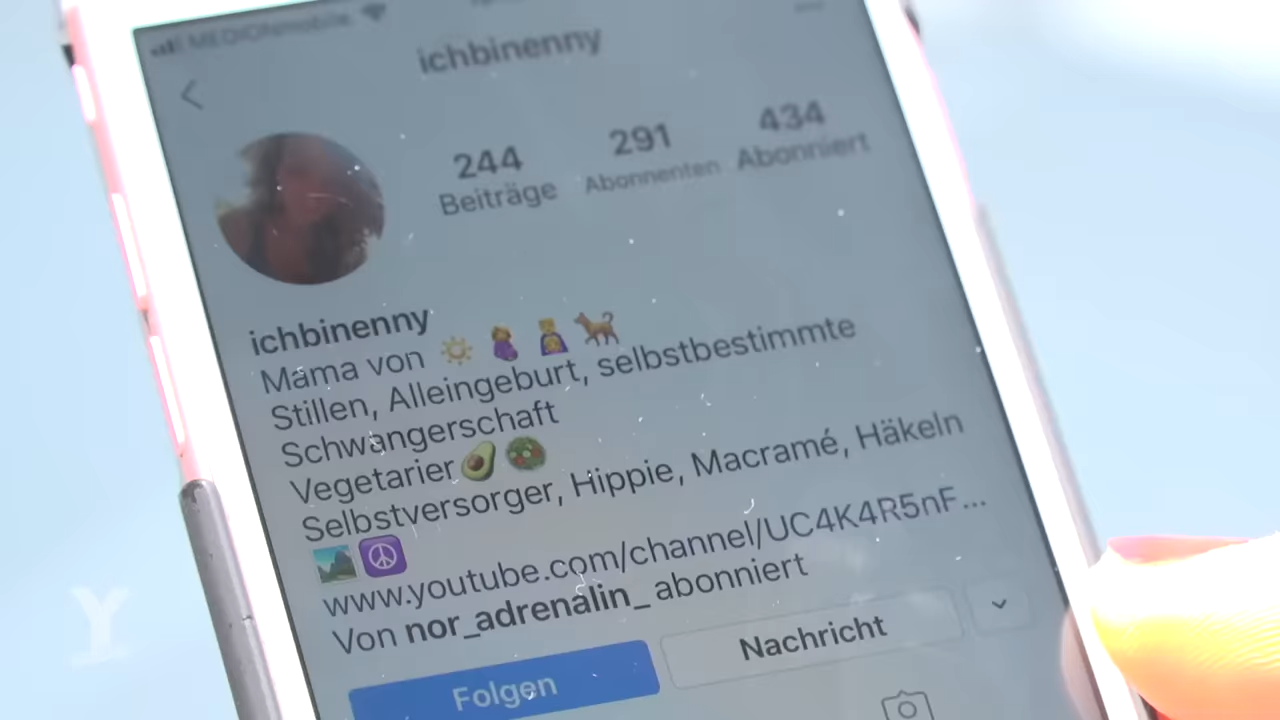 MEDIONmobile
ichbinenny
244 291 434
Beiträge Abonnenten Abonniert
ichbinenny
Mama von ☀️ 🤰 🤴 🐕
Stillen, Alleingeburt, selbstbestimmte
Schwangerschaft
Vegetarier 🥑 🥗
Selbstversorger, Hippie, Macramé, Häkeln
🏞️ ☮️
www.youtube.com/channel/UC4K4R5nF...
Von nor_adrenalin_ abonniert
Folgen Nachricht
Y